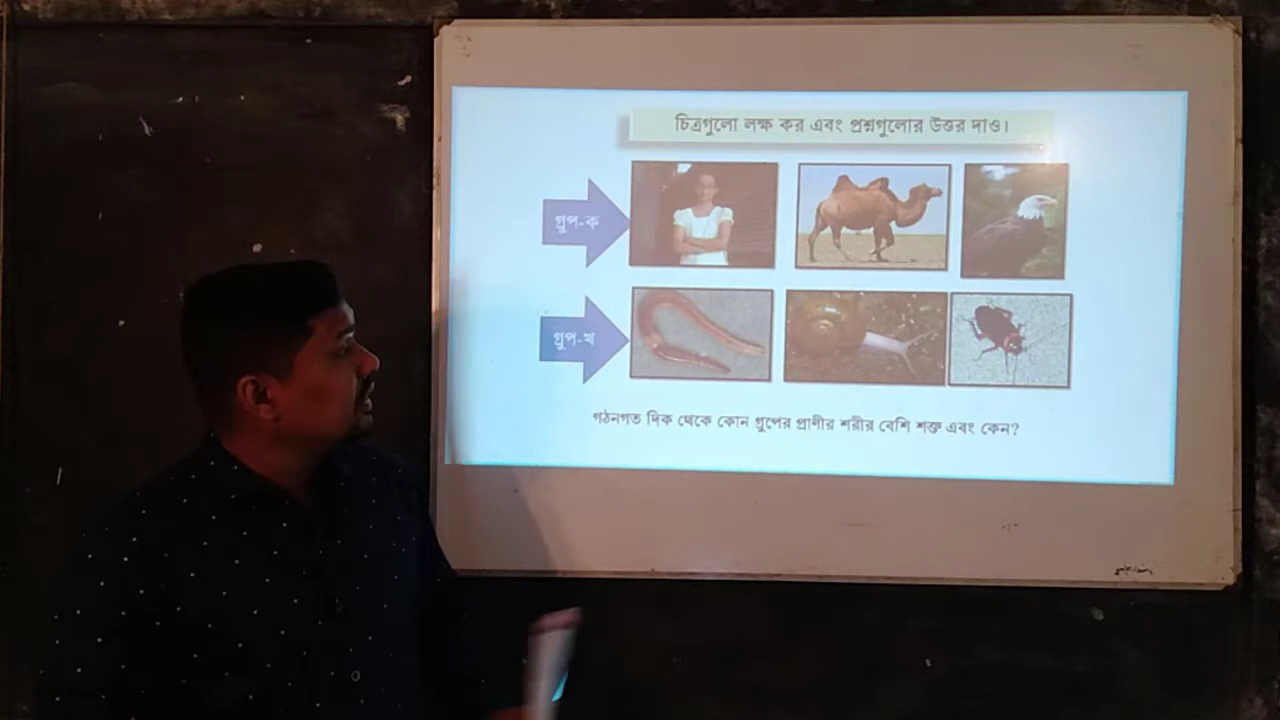 চিত্রগুলো লক্ষ কর এবং প্রশ্নগুলোর উত্তর দাও।
গ্রুপ-ক
গ্রুপ-খ
গঠনগত দিক থেকে কোন গ্রুপের প্রাণীর শরীর বেশি শক্ত এবং কেন?